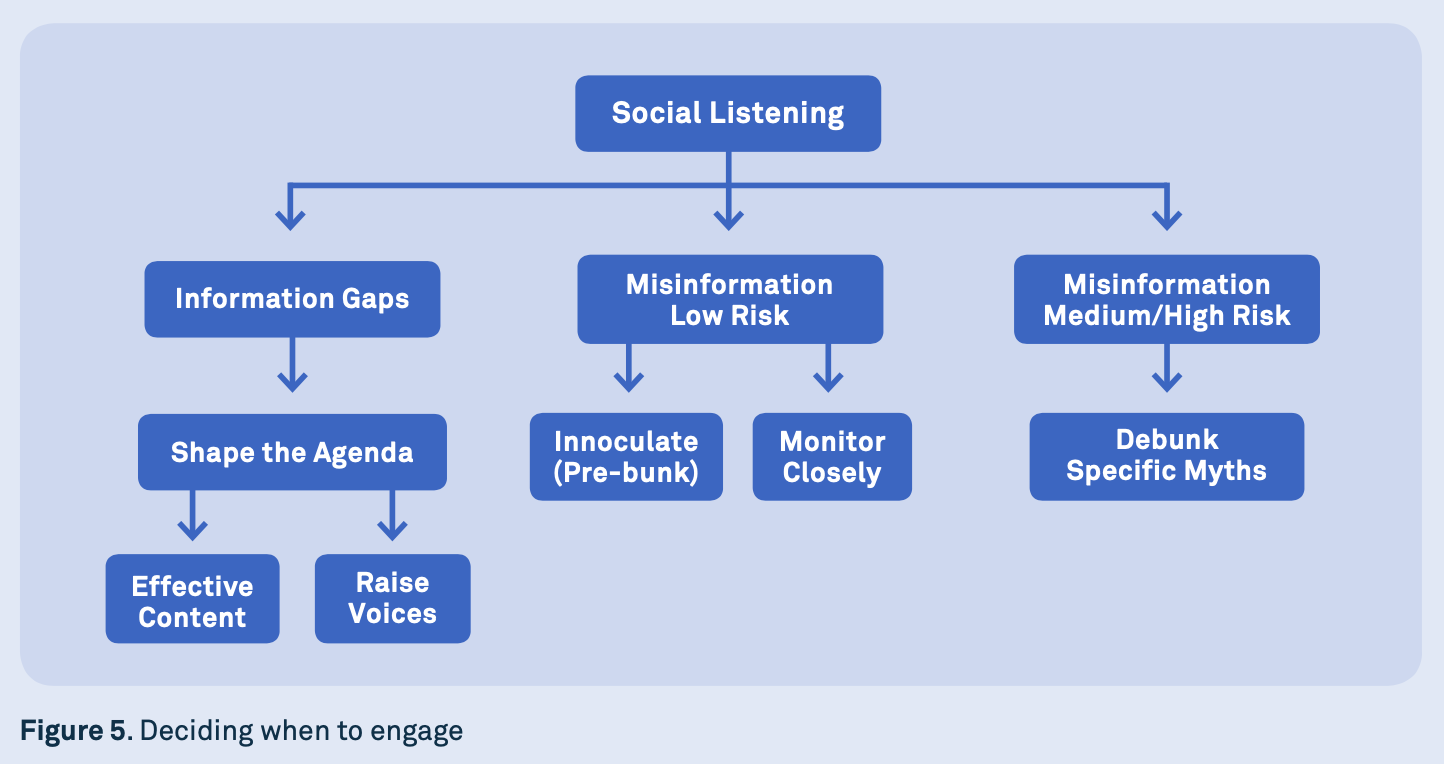 Social Listening
Information Gaps
Misinformation
Low Risk
Misinformation
Medium/High Risk
Shape the Agenda
Innoculate
(Pre-bunk)
Monitor
Closely
Debunk
Specific Myths
Effective
Content
Raise
Voices
Figure 5. Deciding when to engage